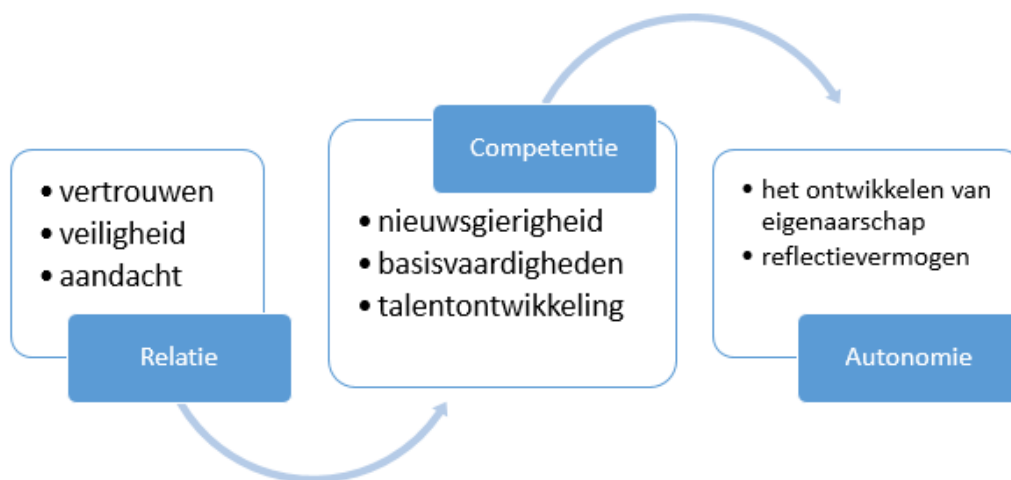 • vertrouwen
• veiligheid
• aandacht
Relatie
Competentie
• nieuwsgierigheid
• basisvaardigheden
• talentontwikkeling
• het ontwikkelen van
eigenaarschap
• reflectievermogen
Autonomie